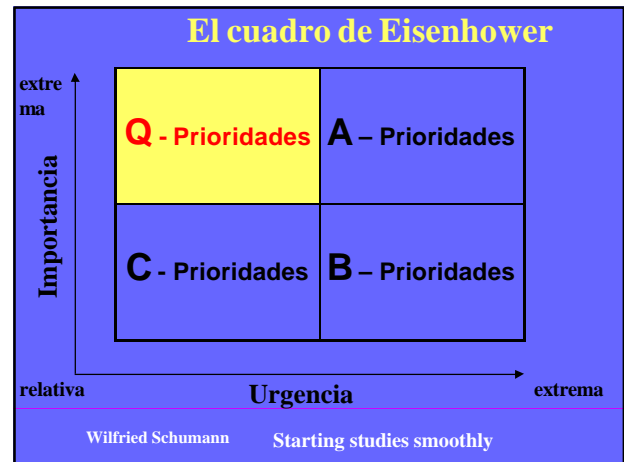 El cuadro de Eisenhower
extre
ma
Q - Prioridades
A – Prioridades
Importancia
C - Prioridades
B – Prioridades
relativa
Urgencia
extrema
Wilfried Schumann
Starting studies smoothly